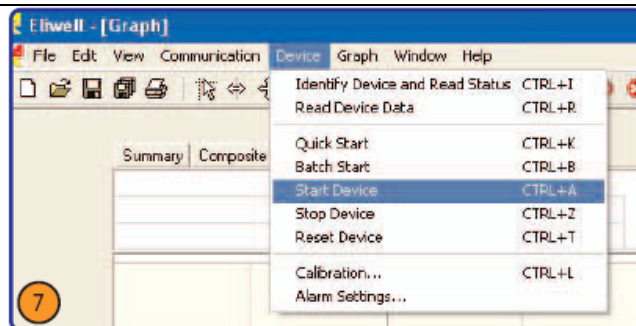 Eliwell - [Graph]
File Edit View Communication Device Graph Window Help
Identify Device and Read Status CTRL+I
Read Device Data CTRL+R
Quick Start CTRL+K
Batch Start CTRL+B
Start Device CTRL+A
Stop Device CTRL+Z
Reset Device CTRL+T
Calibration... CTRL+L
Alarm Settings...
Summary Composite
7